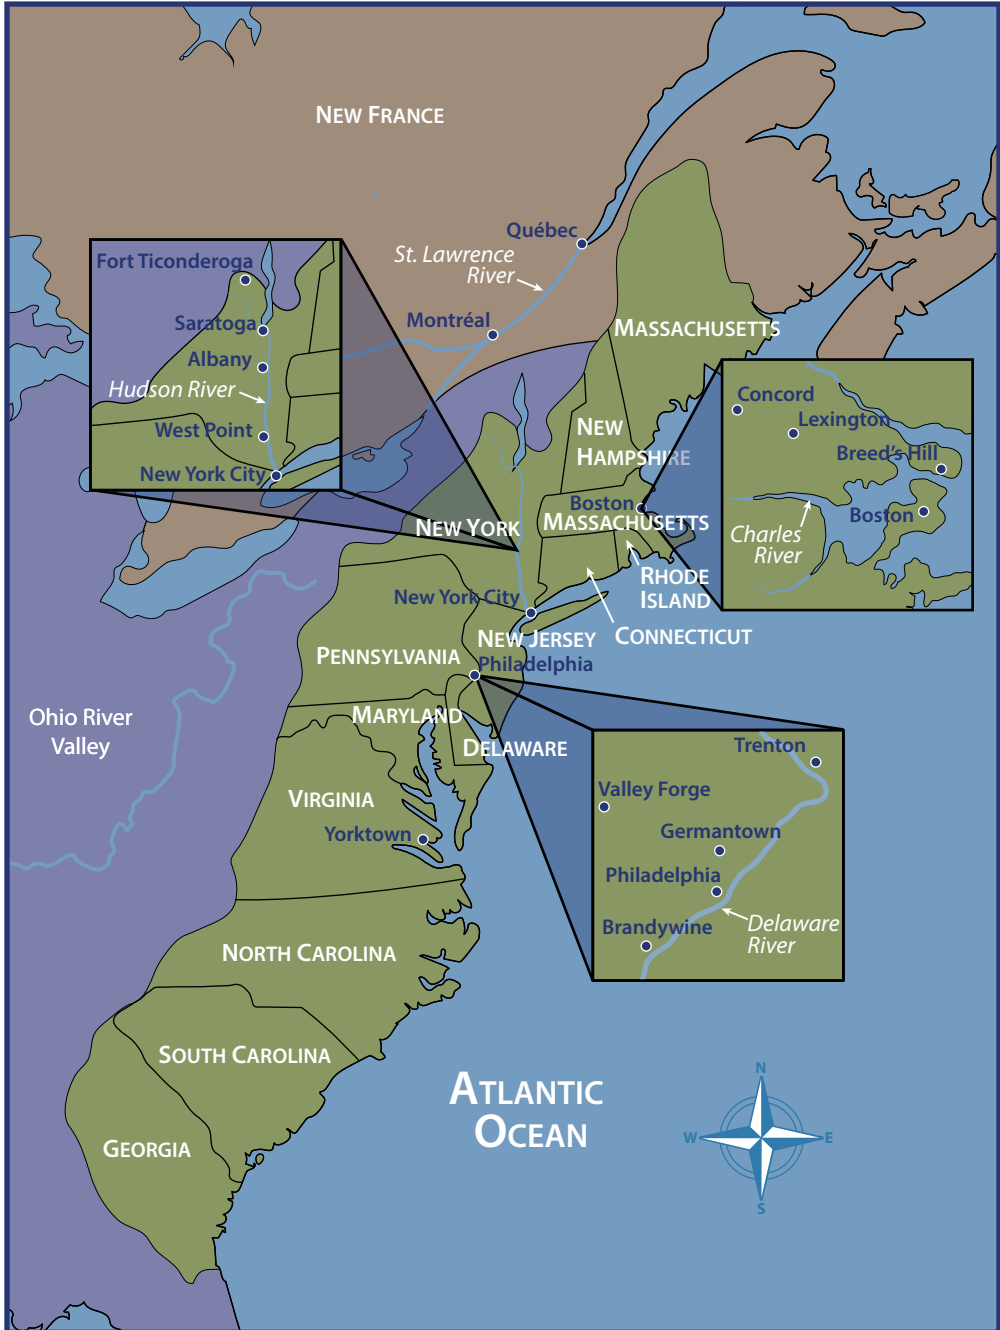 NEW FRANCE
Québec
St. Lawrence
River
Montréal
MASSACHUSETTS
Fort Ticonderoga
Saratoga
Albany
Hudson River
West Point
New York City
Concord
Lexington
Breed's Hill
Boston
Charles
River
NEW
HAMPSHIRE
Boston
MASSACHUSETTS
NEW YORK
RHODE
ISLAND
New York City
CONNECTICUT
NEW JERSEY
PENNSYLVANIA
Philadelphia
Ohio River
Valley
MARYLAND
DELAWARE
VIRGINIA
Yorktown
Trenton
Valley Forge
Germantown
Philadelphia
Brandywine
Delaware
River
NORTH CAROLINA
SOUTH CAROLINA
GEORGIA
ATLANTIC
OCEAN
N
W
E
S